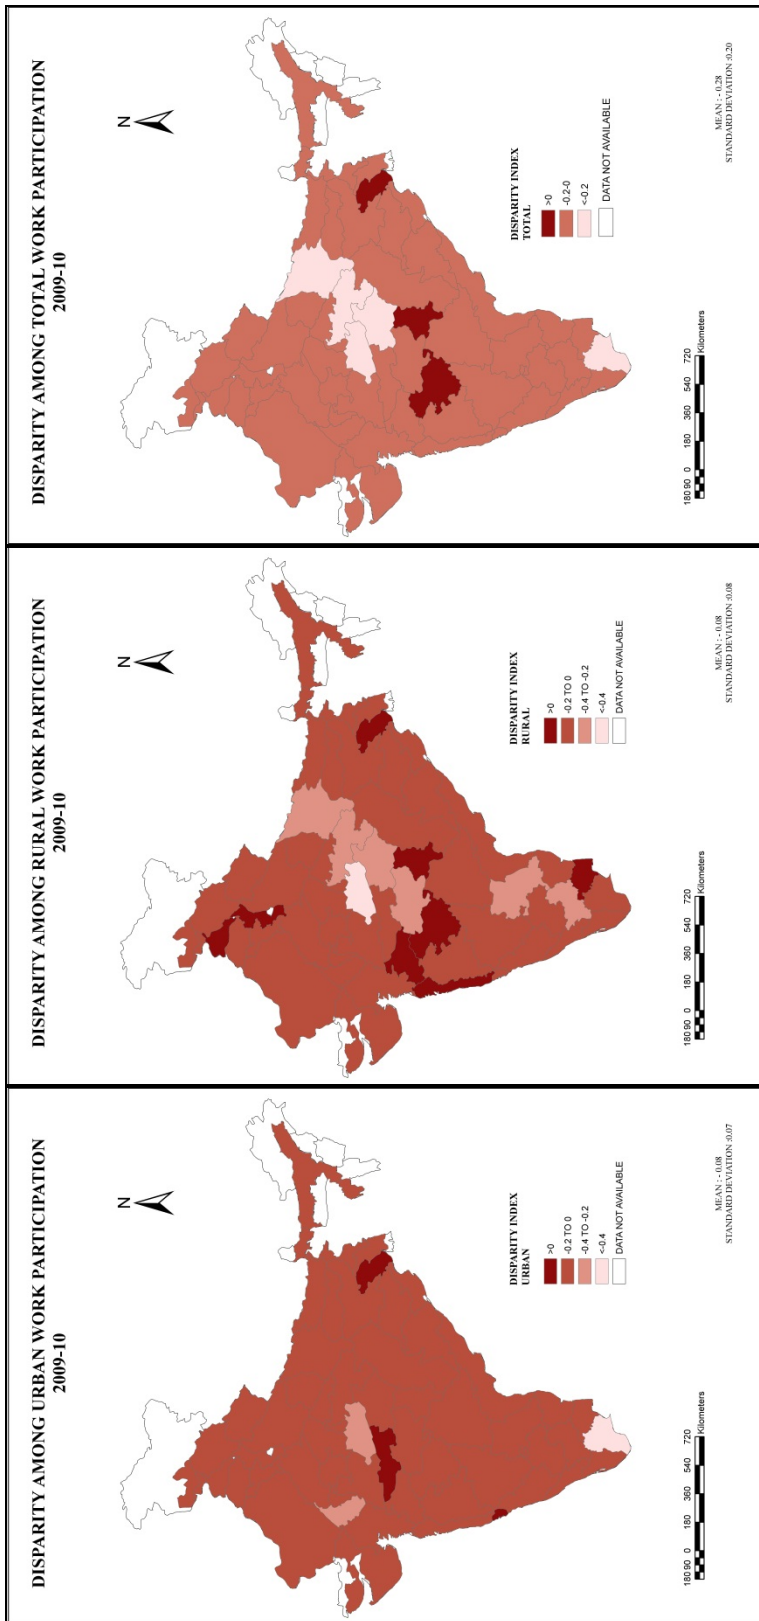 DISPARITY AMONG URBAN WORK PARTICIPATION
2009-10
N
DISPARITY INDEX
URBAN
>0
-0.2 TO 0
-0.4 TO -0.2
<-0.4
DATA NOT AVAILABLE
180 90 0 180 360 540 720
Kilometers
MEAN : - 0.08
STANDARD DEVIATION :0.07
DISPARITY AMONG RURAL WORK PARTICIPATION
2009-10
N
DISPARITY INDEX
RURAL
>0
-0.2 TO 0
-0.4 TO -0.2
<-0.4
DATA NOT AVAILABLE
180 90 0 180 360 540 720
Kilometers
MEAN : - 0.08
STANDARD DEVIATION :0.08
DISPARITY AMONG TOTAL WORK PARTICIPATION
2009-10
N
DISPARITY INDEX
TOTAL
>0
-0.2-0
<-0.2
DATA NOT AVAILABLE
180 90 0 180 360 540 720
Kilometers
MEAN : - 0.28
STANDARD DEVIATION :0.20